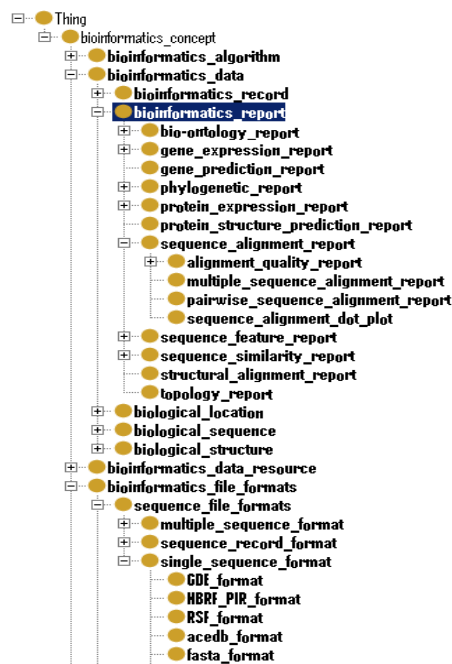 Thing
bioinformatics_concept
bioinformatics_algorithm
bioinformatics_data
bioinformatics_record
bioinformatics_report
bio-ontology_report
gene_expression_report
gene_prediction_report
phylogenetic_report
protein_expression_report
protein_structure_prediction_report
sequence_alignment_report
alignment_quality_report
multiple_sequence_alignment_report
pairwise_sequence_alignment_report
sequence_alignment_dot_plot
sequence_feature_report
sequence_similarity_report
structural_alignment_report
topology_report
biological_location
biological_sequence
biological_structure
bioinformatics_data_resource
bioinformatics_file_formats
sequence_file_formats
multiple_sequence_format
sequence_record_format
single_sequence_format
GDE_format
NBRF_PIR_format
RSF_format
acedb_format
fasta_format